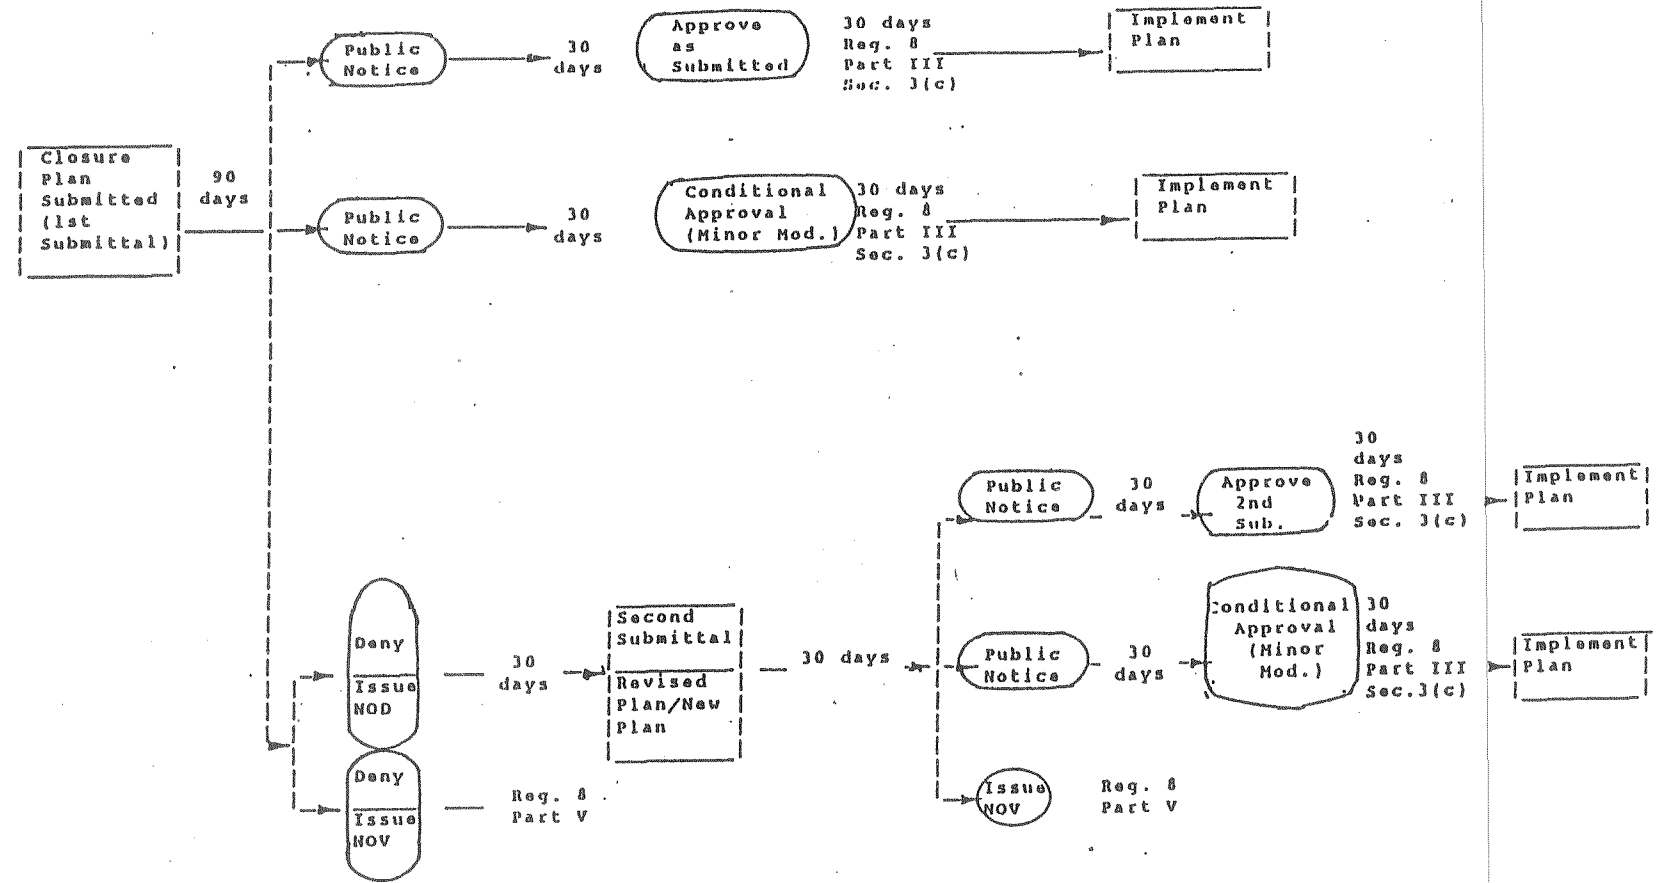 Closure
Plan
Submitted
(1st
Submittal)
90
days
Public
Notice
30
days
Approve
as
Submitted
30 days
Reg. 8
Part III
Sec. 3(c)
Implement
Plan
Public
Notice
30
days
Conditional
Approval
(Minor Mod.)
30 days
Reg. 8
Part III
Sec. 3(c)
Implement
Plan
Deny
Issue
NOD
30
days
Second
Submittal
Revised
Plan/New
Plan
30 days
Public
Notice
30
days
Approve
2nd
Sub.
30
days
Reg. 8
Part III
Sec. 3(c)
Implement
Plan
Public
Notice
30
days
Conditional
Approval
(Minor
Mod.)
30
days
Reg. 8
Part III
Sec.3(c)
Implement
Plan
Issue
NOV
Reg. 8
Part V
Deny
Issue
NOV
Reg. 8
Part V